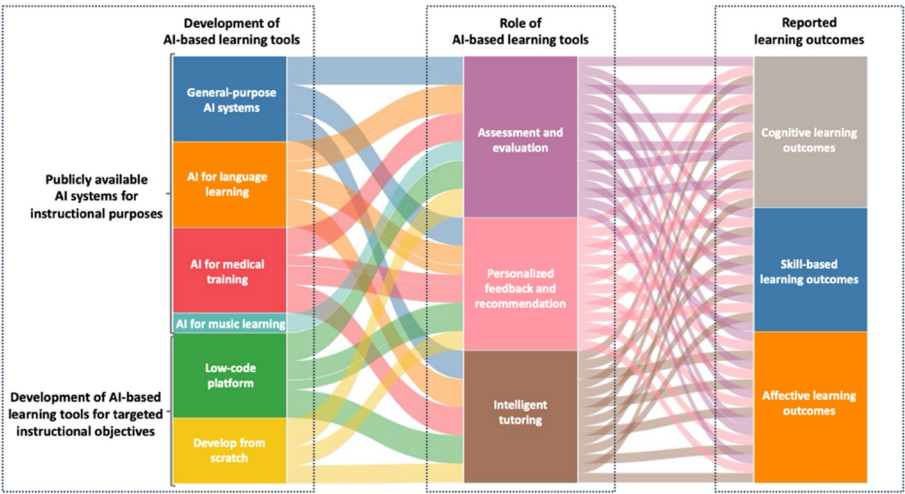 Development of
AI-based learning tools
Role of
AI-based learning tools
Reported
learning outcomes
Publicly available
AI systems for
instructional purposes
Development of AI-based
learning tools for targeted
instructional objectives
General-purpose
AI systems
AI for language
learning
AI for medical
training
AI for music learning
Low-code
platform
Develop from
scratch
Assessment and
evaluation
Personalized
feedback and
recommendation
Intelligent
tutoring
Cognitive learning
outcomes
Skill-based
learning outcomes
Affective learning
outcomes